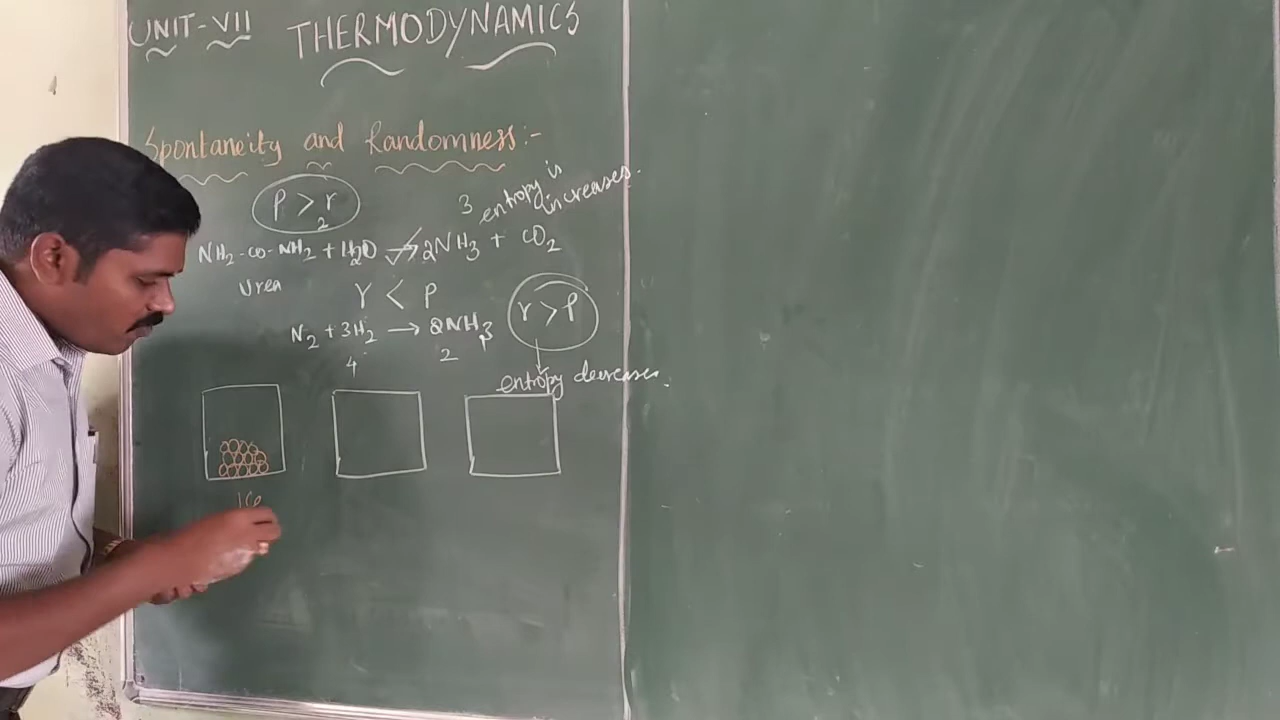 UNIT-VII THERMODYNAMICS
Spontaneity and Randomness:-
P > r
2
3
entropy is
increases.
NH2-CO-NH2 + H2O → 2NH3 + CO2
Urea
r < P
r > P
N2 + 3H2 → 2NH3
4
2
entropy decreases.
Ice